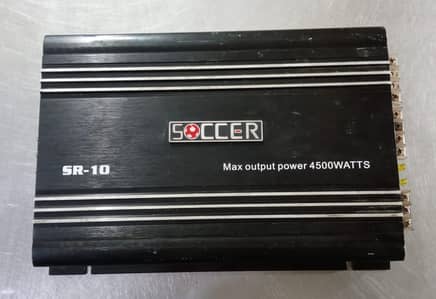 SOCCER
SR-10
Max output power 4500WATTS